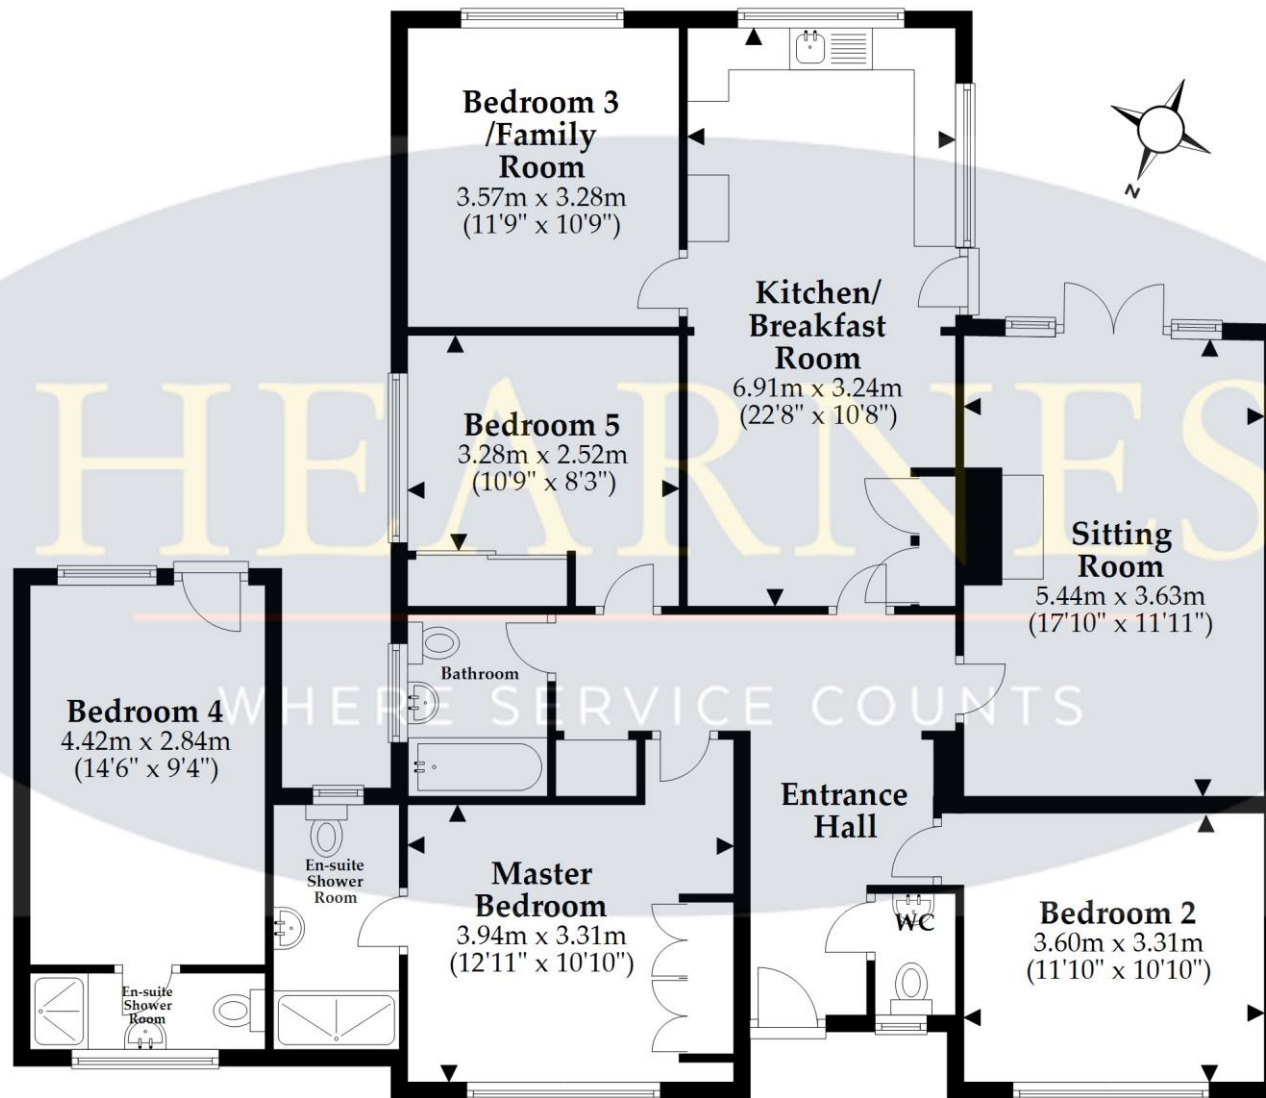 Bedroom 3
/Family
Room
3.57m x 3.28m
(11'9" x 10'9")
N
Kitchen/
Breakfast
Room
6.91m x 3.24m
(22'8" x 10'8")
Bedroom 5
3.28m x 2.52m
(10'9" x 8'3")
HEARNES
Sitting
Room
5.44m x 3.63m
(17'10" x 11'11")
Bathroom
WHERE SERVICE COUNTS
Bedroom 4
4.42m x 2.84m
(14'6" x 9'4")
Entrance
Hall
En-suite
Shower
Room
Master
Bedroom
3.94m x 3.31m
(12'11" x 10'10")
WC
Bedroom 2
3.60m x 3.31m
(11'10" x 10'10")
En-suite
Shower
Room